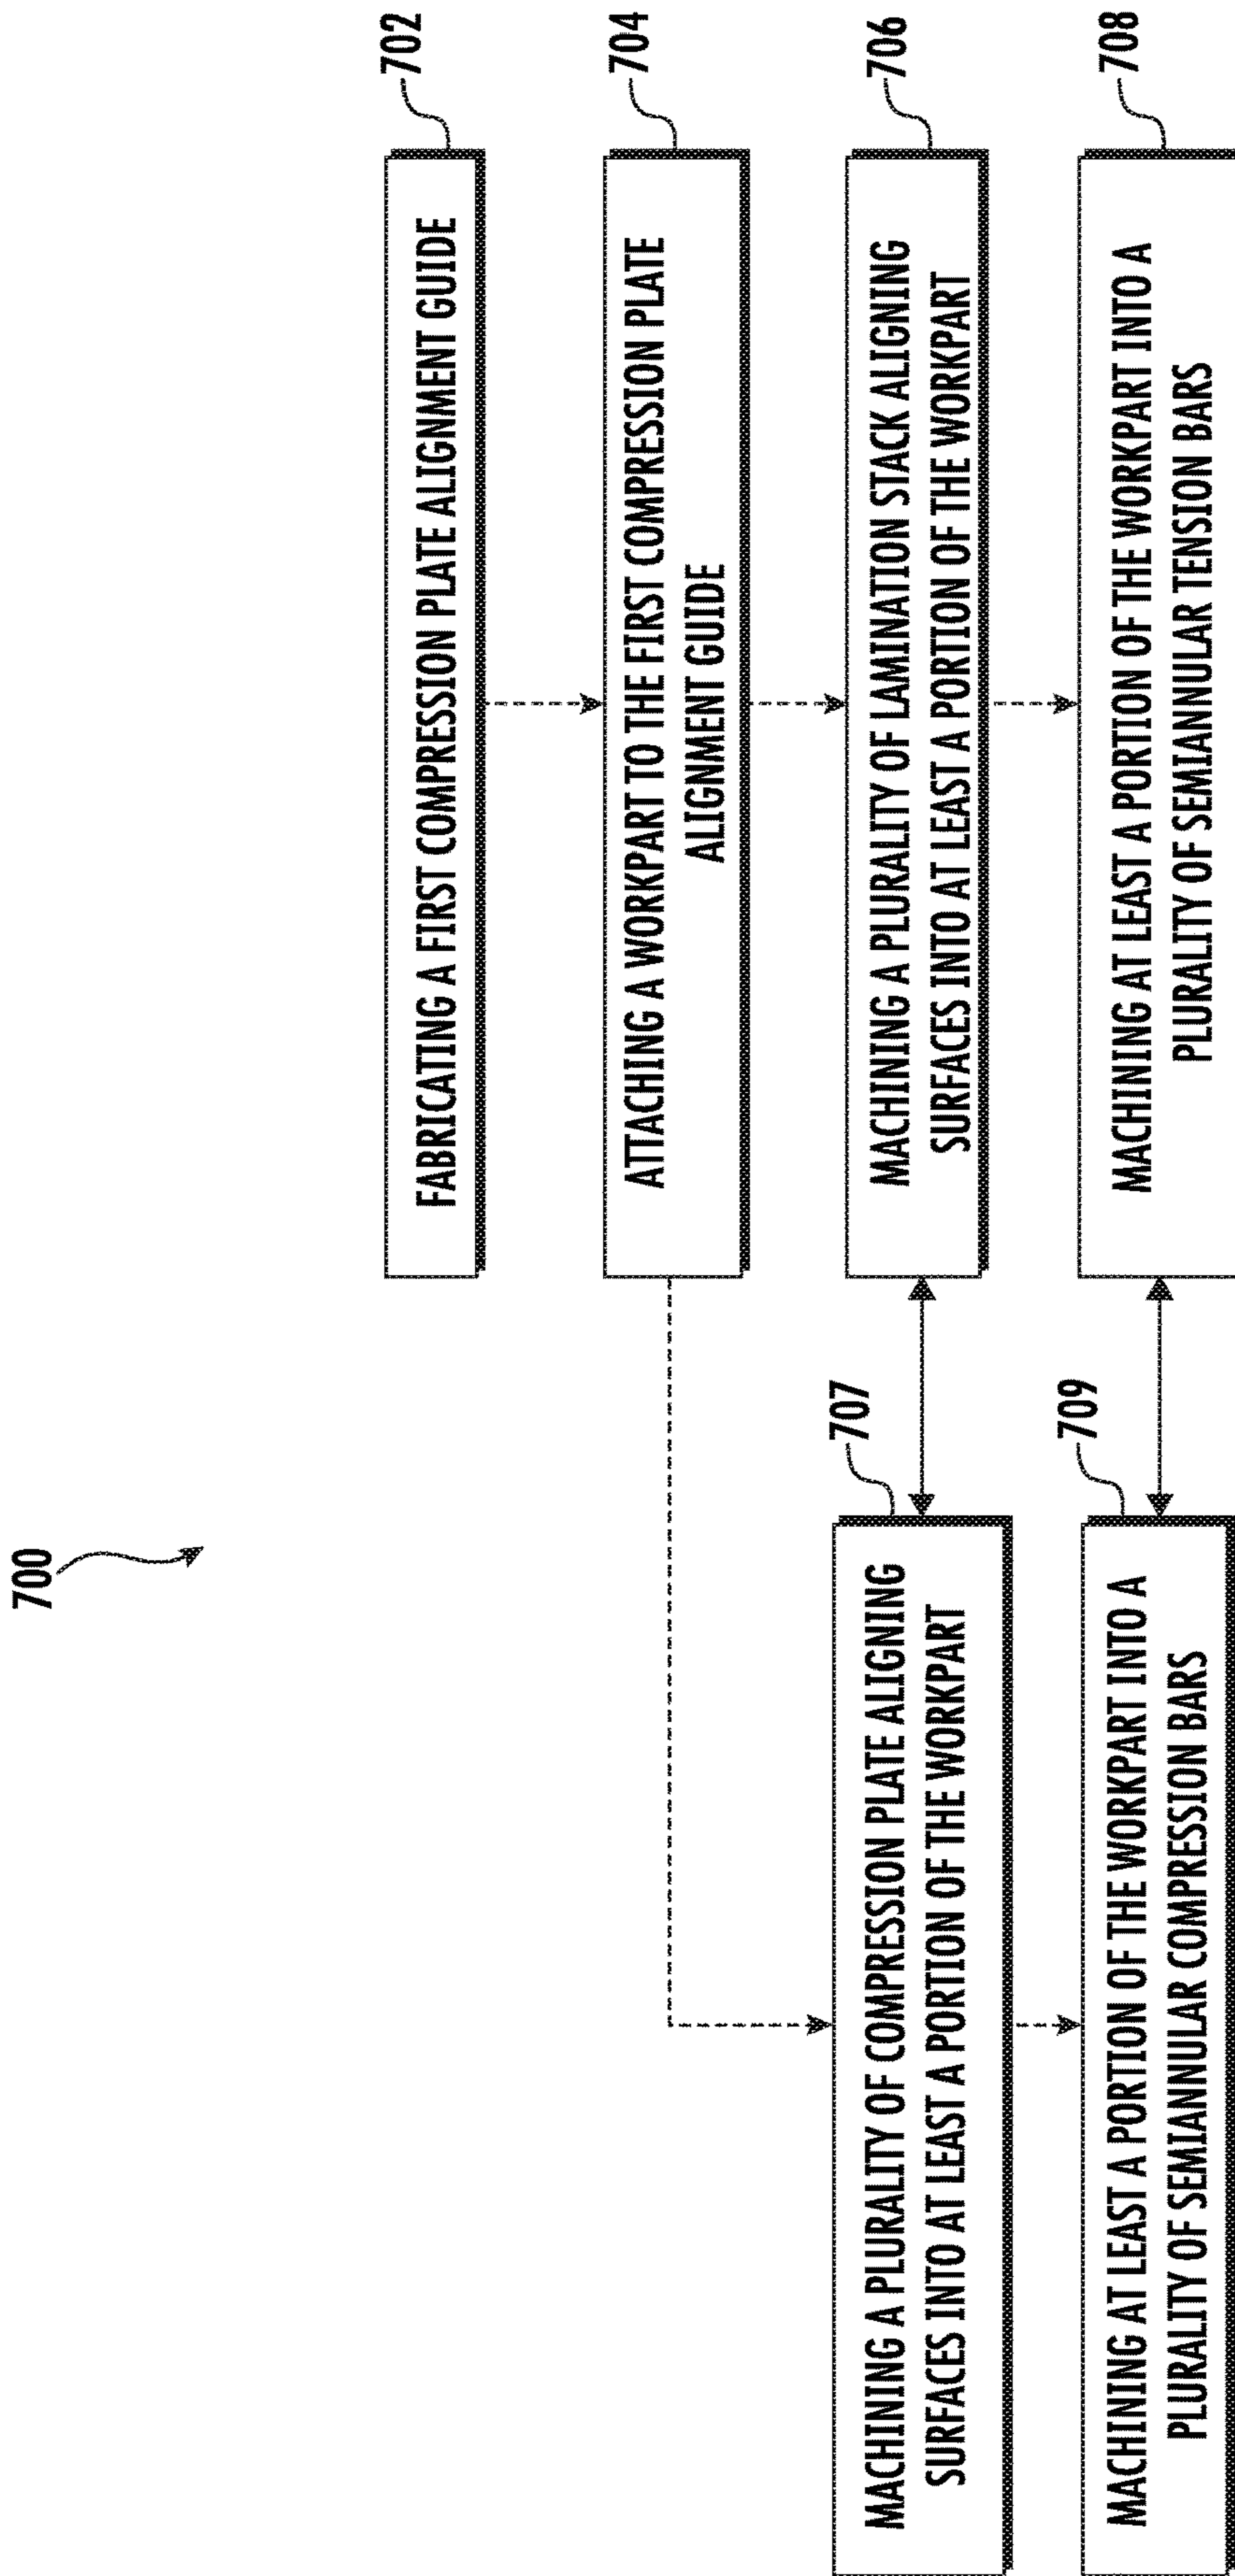 700
FABRICATING A FIRST COMPRESSION PLATE ALIGNMENT GUIDE
702
ATTACHING A WORKPART TO THE FIRST COMPRESSION PLATE
ALIGNMENT GUIDE
704
MACHINING A PLURALITY OF COMPRESSION PLATE ALIGNING
SURFACES INTO AT LEAST A PORTION OF THE WORKPART
707
MACHINING A PLURALITY OF LAMINATION STACK ALIGNING
SURFACES INTO AT LEAST A PORTION OF THE WORKPART
706
MACHINING AT LEAST A PORTION OF THE WORKPART INTO A
PLURALITY OF SEMIANNULAR COMPRESSION BARS
709
MACHINING AT LEAST A PORTION OF THE WORKPART INTO A
PLURALITY OF SEMIANNULAR TENSION BARS
708